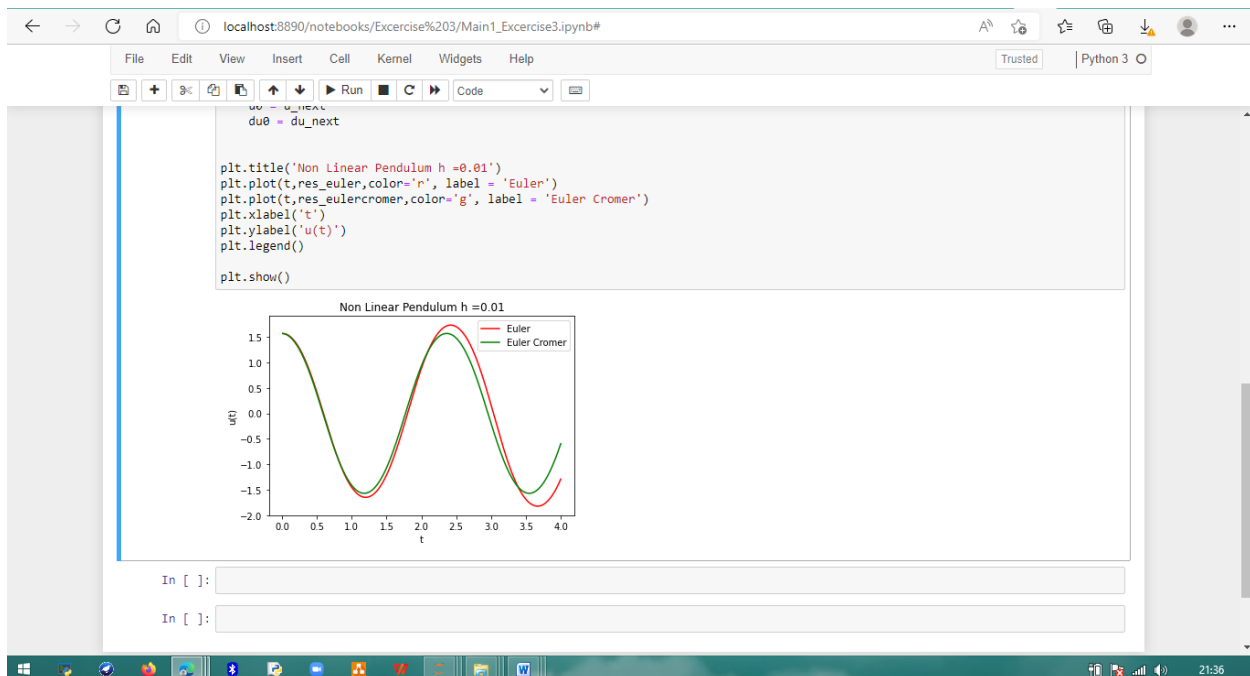 localhost:8890/notebooks/Excercise%203/Main1_Excercise3.ipynb#
File Edit View Insert Cell Kernel Widgets Help Trusted Python 3
Run Code
u0 = u_next
du0 = du_next
plt.title('Non Linear Pendulum h =0.01')
plt.plot(t,res_euler,color='r', label = 'Euler')
plt.plot(t,res_eulercromer,color='g', label = 'Euler Cromer')
plt.xlabel('t')
plt.ylabel('u(t)')
plt.legend()
plt.show()
Non Linear Pendulum h =0.01
Euler
Euler Cromer
1.5
1.0
0.5
0.0
−0.5
−1.0
−1.5
−2.0
u(t)
0.0 0.5 1.0 1.5 2.0 2.5 3.0 3.5 4.0
t
In [ ]:
In [ ]:
21:36